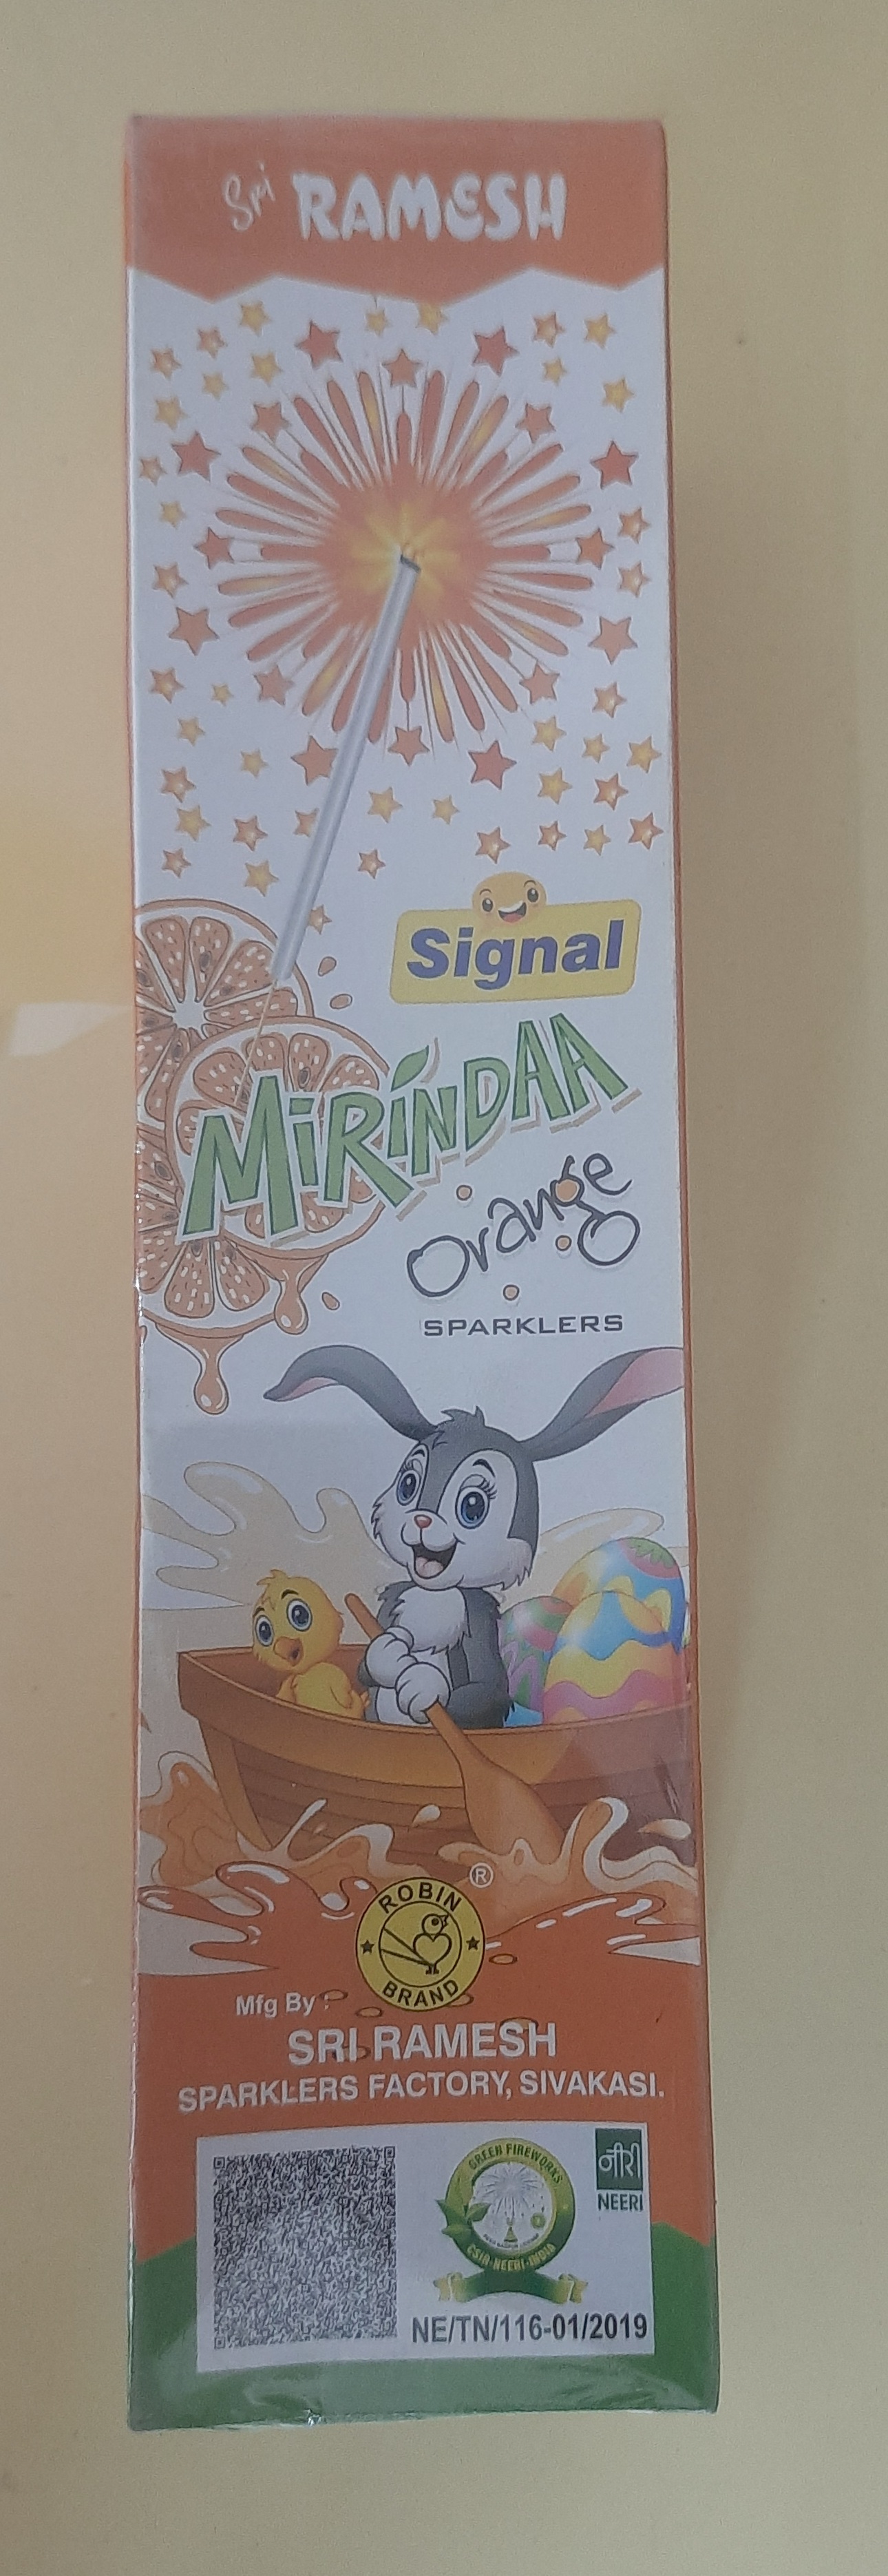 Sri RAMESH
Signal
MIRINDAA
Orange
SPARKLERS
ROBIN
®
BRAND
Mfg By :
SRI RAMESH
SPARKLERS FACTORY, SIVAKASI.
GREEN FIREWORKS
CSIR-NEERI-INDIA
नीरी
NEERI
NE/TN/116-01/2019